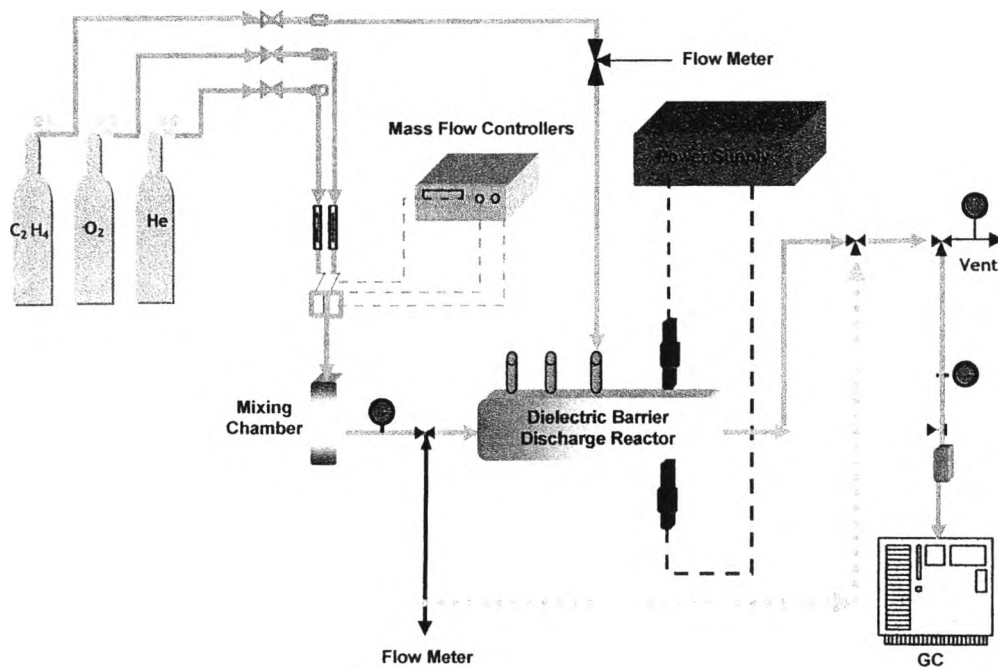 Flow Meter
Mass Flow Controllers
Power Supply
C₂H₄
O₂
He
Vent
Mixing
Chamber
Dielectric Barrier
Discharge Reactor
Flow Meter
GC